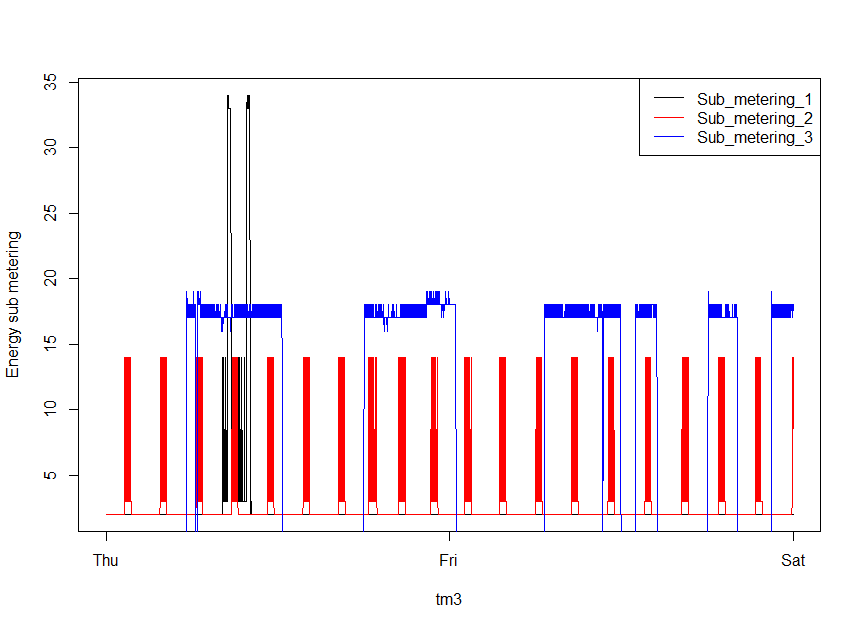 35
30
25
20
15
10
5
Energy sub metering
Sub_metering_1
Sub_metering_2
Sub_metering_3
Thu
Fri
Sat
tm3